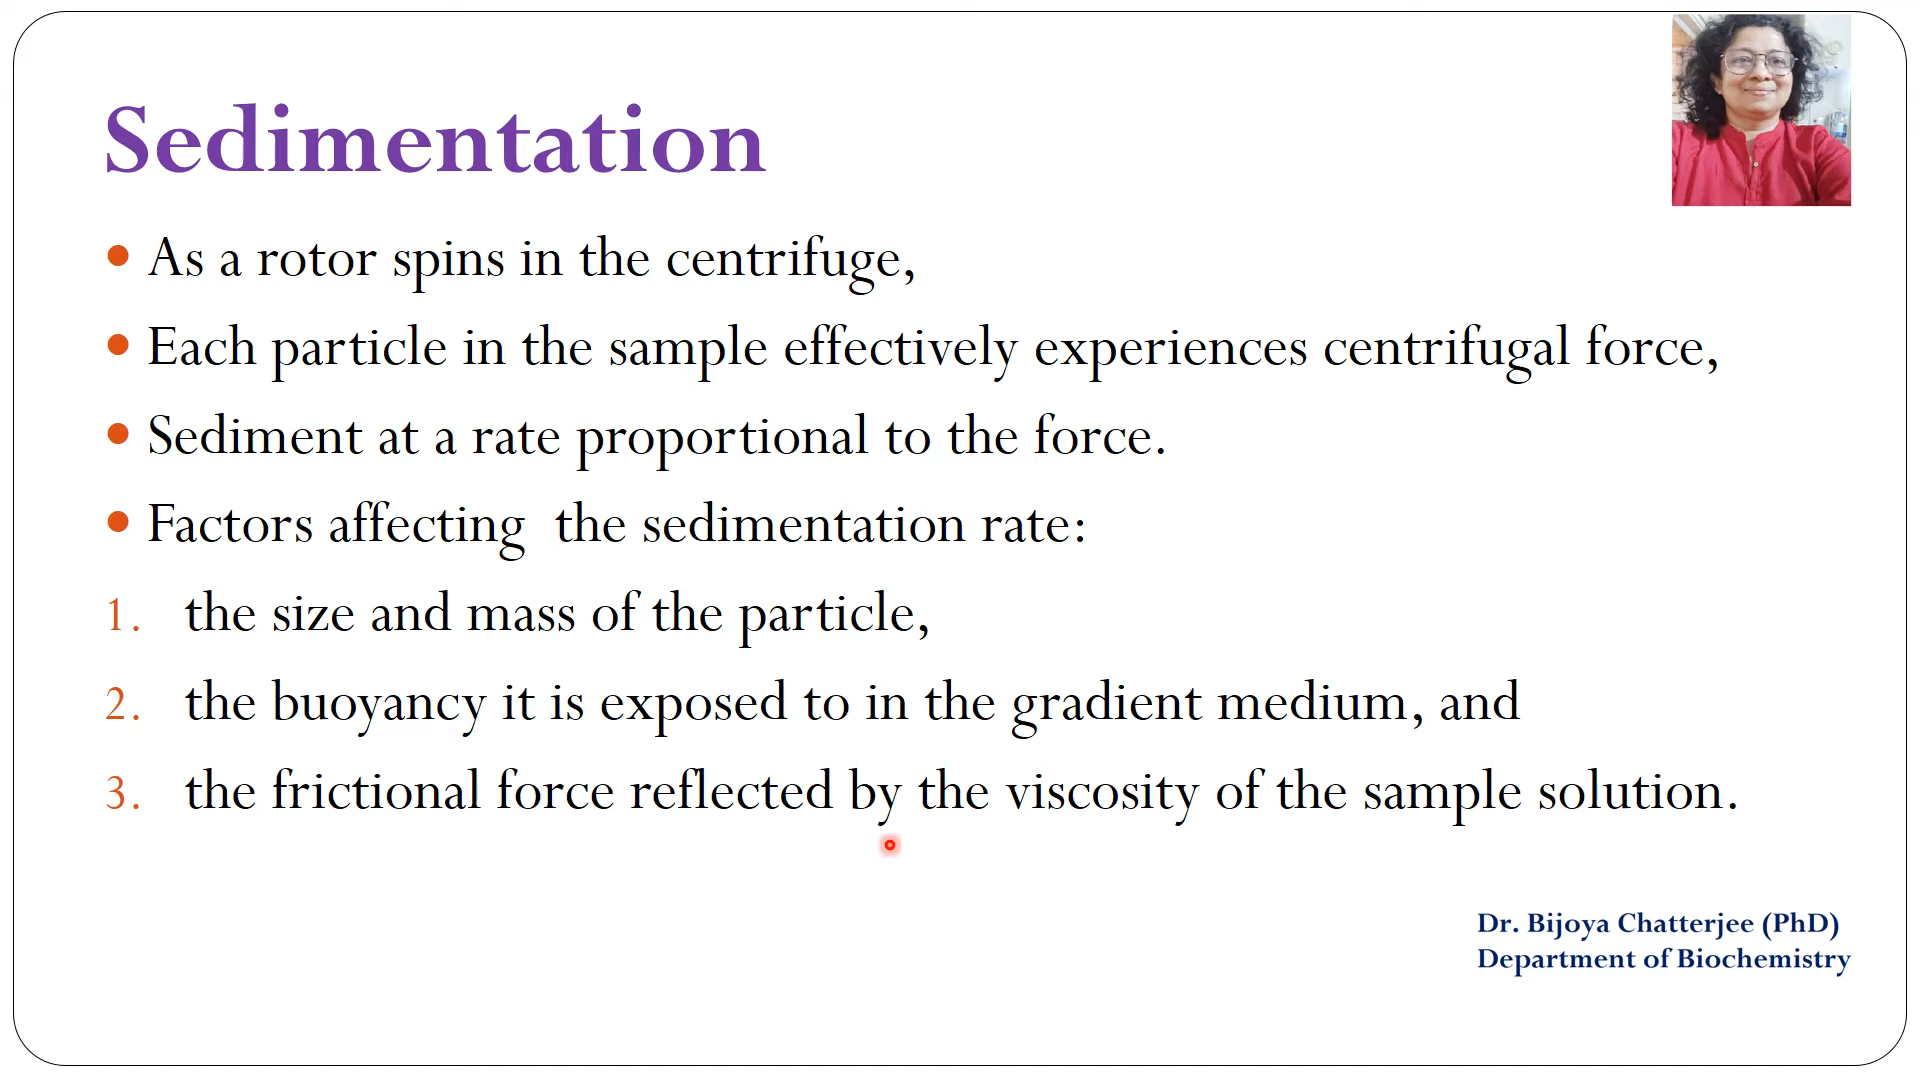 Sedimentation
• As a rotor spins in the centrifuge,
• Each particle in the sample effectively experiences centrifugal force,
• Sediment at a rate proportional to the force.
• Factors affecting  the sedimentation rate:
1. the size and mass of the particle,
2. the buoyancy it is exposed to in the gradient medium, and
3. the frictional force reflected by the viscosity of the sample solution.
Dr. Bijoya Chatterjee (PhD)
Department of Biochemistry